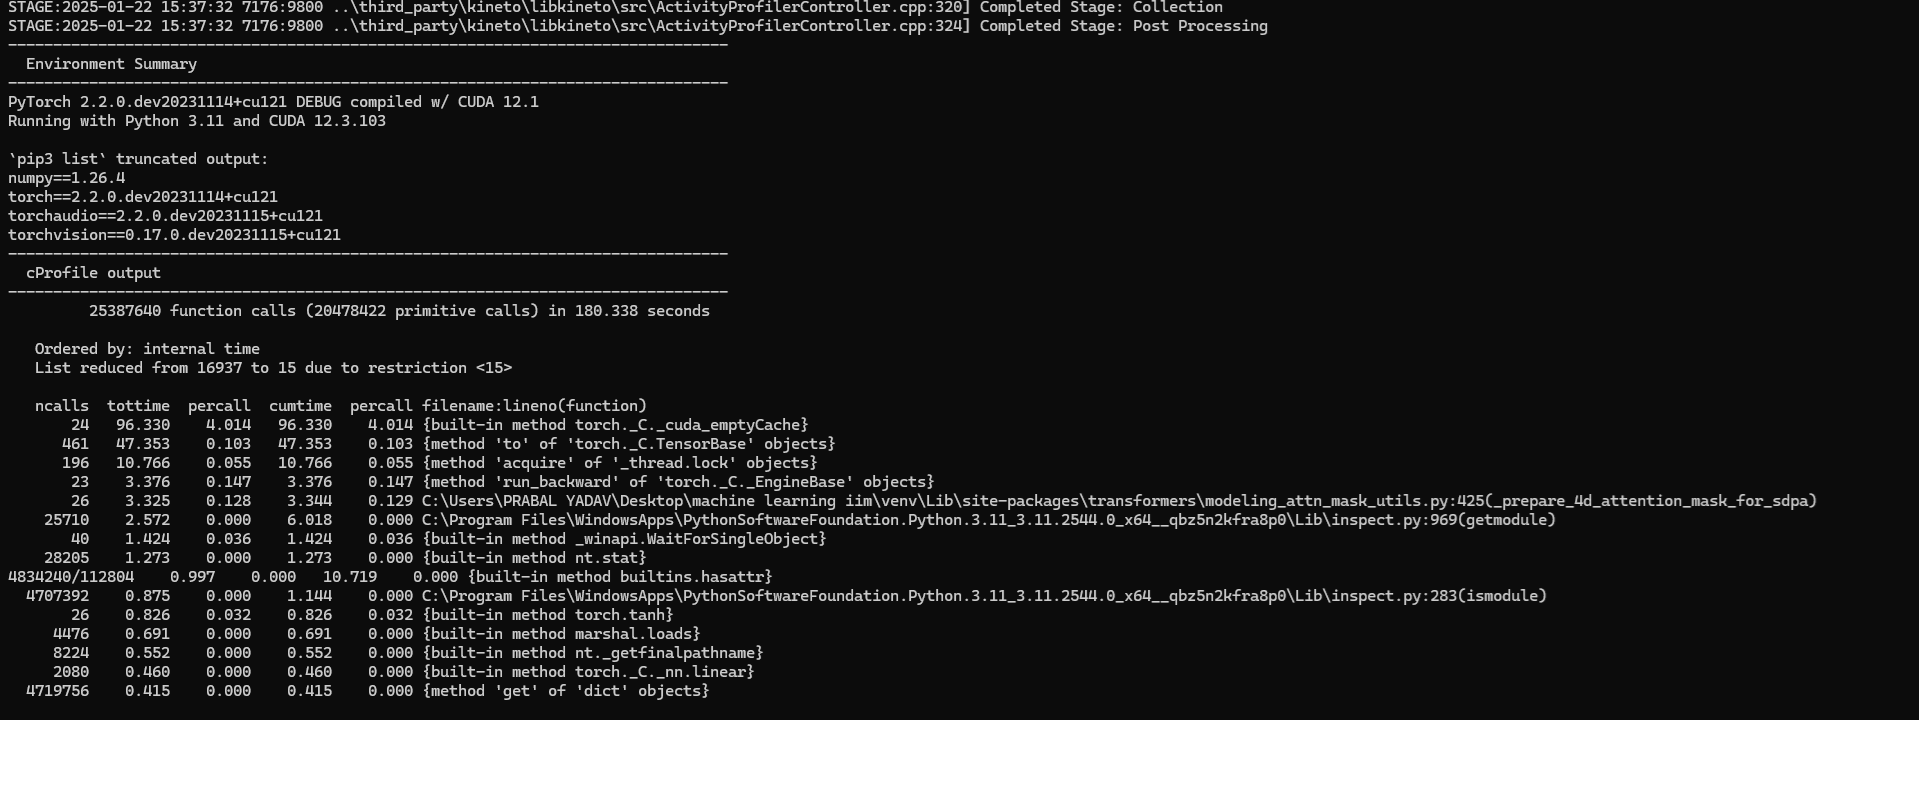 STAGE:2025-01-22 15:37:32 7176:9800 ..\third_party\kineto\libkineto\src\ActivityProfilerController.cpp:320] Completed Stage: Collection
STAGE:2025-01-22 15:37:32 7176:9800 ..\third_party\kineto\libkineto\src\ActivityProfilerController.cpp:324] Completed Stage: Post Processing
--------------------------------------------------------------------------------
  Environment Summary
--------------------------------------------------------------------------------
PyTorch 2.2.0.dev20231114+cu121 DEBUG compiled w/ CUDA 12.1
Running with Python 3.11 and CUDA 12.3.103

`pip3 list` truncated output:
numpy==1.26.4
torch==2.2.0.dev20231114+cu121
torchaudio==2.2.0.dev20231115+cu121
torchvision==0.17.0.dev20231115+cu121
--------------------------------------------------------------------------------
  cProfile output
--------------------------------------------------------------------------------
         25387640 function calls (20478422 primitive calls) in 180.338 seconds

   Ordered by: internal time
   List reduced from 16937 to 15 due to restriction <15>

   ncalls  tottime  percall  cumtime  percall filename:lineno(function)
       24   96.330    4.014   96.330    4.014 {built-in method torch._C._cuda_emptyCache}
      461   47.353    0.103   47.353    0.103 {method 'to' of 'torch._C.TensorBase' objects}
      196   10.766    0.055   10.766    0.055 {method 'acquire' of '_thread.lock' objects}
       23    3.376    0.147    3.376    0.147 {method 'run_backward' of 'torch._C._EngineBase' objects}
       26    3.325    0.128    3.344    0.129 C:\Users\PRABAL YADAV\Desktop\machine learning iim\venv\Lib\site-packages\transformers\modeling_attn_mask_utils.py:425(_prepare_4d_attention_mask_for_sdpa)
    25710    2.572    0.000    6.018    0.000 C:\Program Files\WindowsApps\PythonSoftwareFoundation.Python.3.11_3.11.2544.0_x64__qbz5n2kfra8p0\Lib\inspect.py:969(getmodule)
       40    1.424    0.036    1.424    0.036 {built-in method _winapi.WaitForSingleObject}
    28205    1.273    0.000    1.273    0.000 {built-in method nt.stat}
4834240/112804    0.997    0.000   10.719    0.000 {built-in method builtins.hasattr}
  4707392    0.875    0.000    1.144    0.000 C:\Program Files\WindowsApps\PythonSoftwareFoundation.Python.3.11_3.11.2544.0_x64__qbz5n2kfra8p0\Lib\inspect.py:283(ismodule)
       26    0.826    0.032    0.826    0.032 {built-in method torch.tanh}
     4476    0.691    0.000    0.691    0.000 {built-in method marshal.loads}
     8224    0.552    0.000    0.552    0.000 {built-in method nt._getfinalpathname}
     2080    0.460    0.000    0.460    0.000 {built-in method torch._C._nn.linear}
  4719756    0.415    0.000    0.415    0.000 {method 'get' of 'dict' objects}